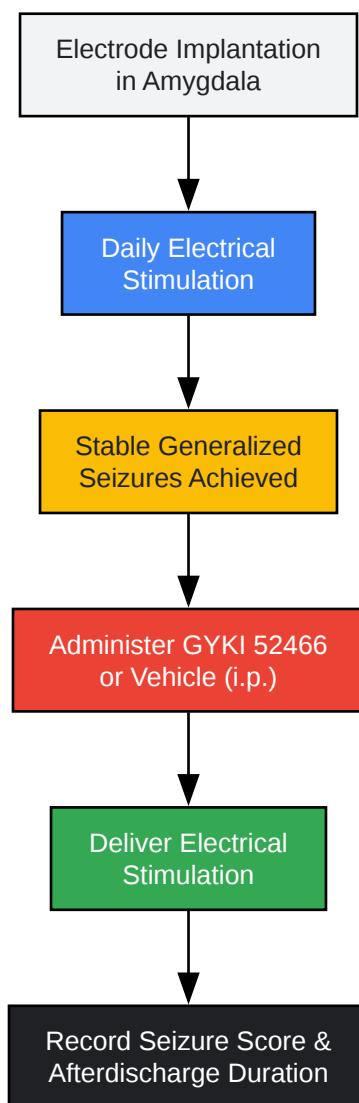 Electrode Implantation
in Amygdala
Daily Electrical
Stimulation
Stable Generalized
Seizures Achieved
Administer GYKI 52466
or Vehicle (i.p.)
Deliver Electrical
Stimulation
Record Seizure Score &
Afterdischarge Duration